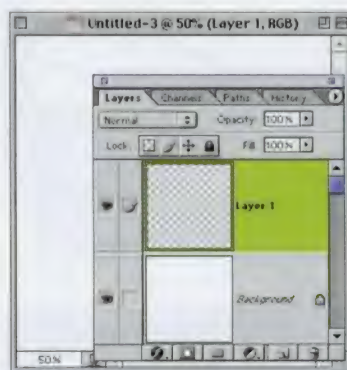 Untitled-3 @ 50% (Layer 1, RGB)
Layers Channels Paths History
Normal Opacity: 100%
Lock: Fill: 100%
Layer 1
Background
50%